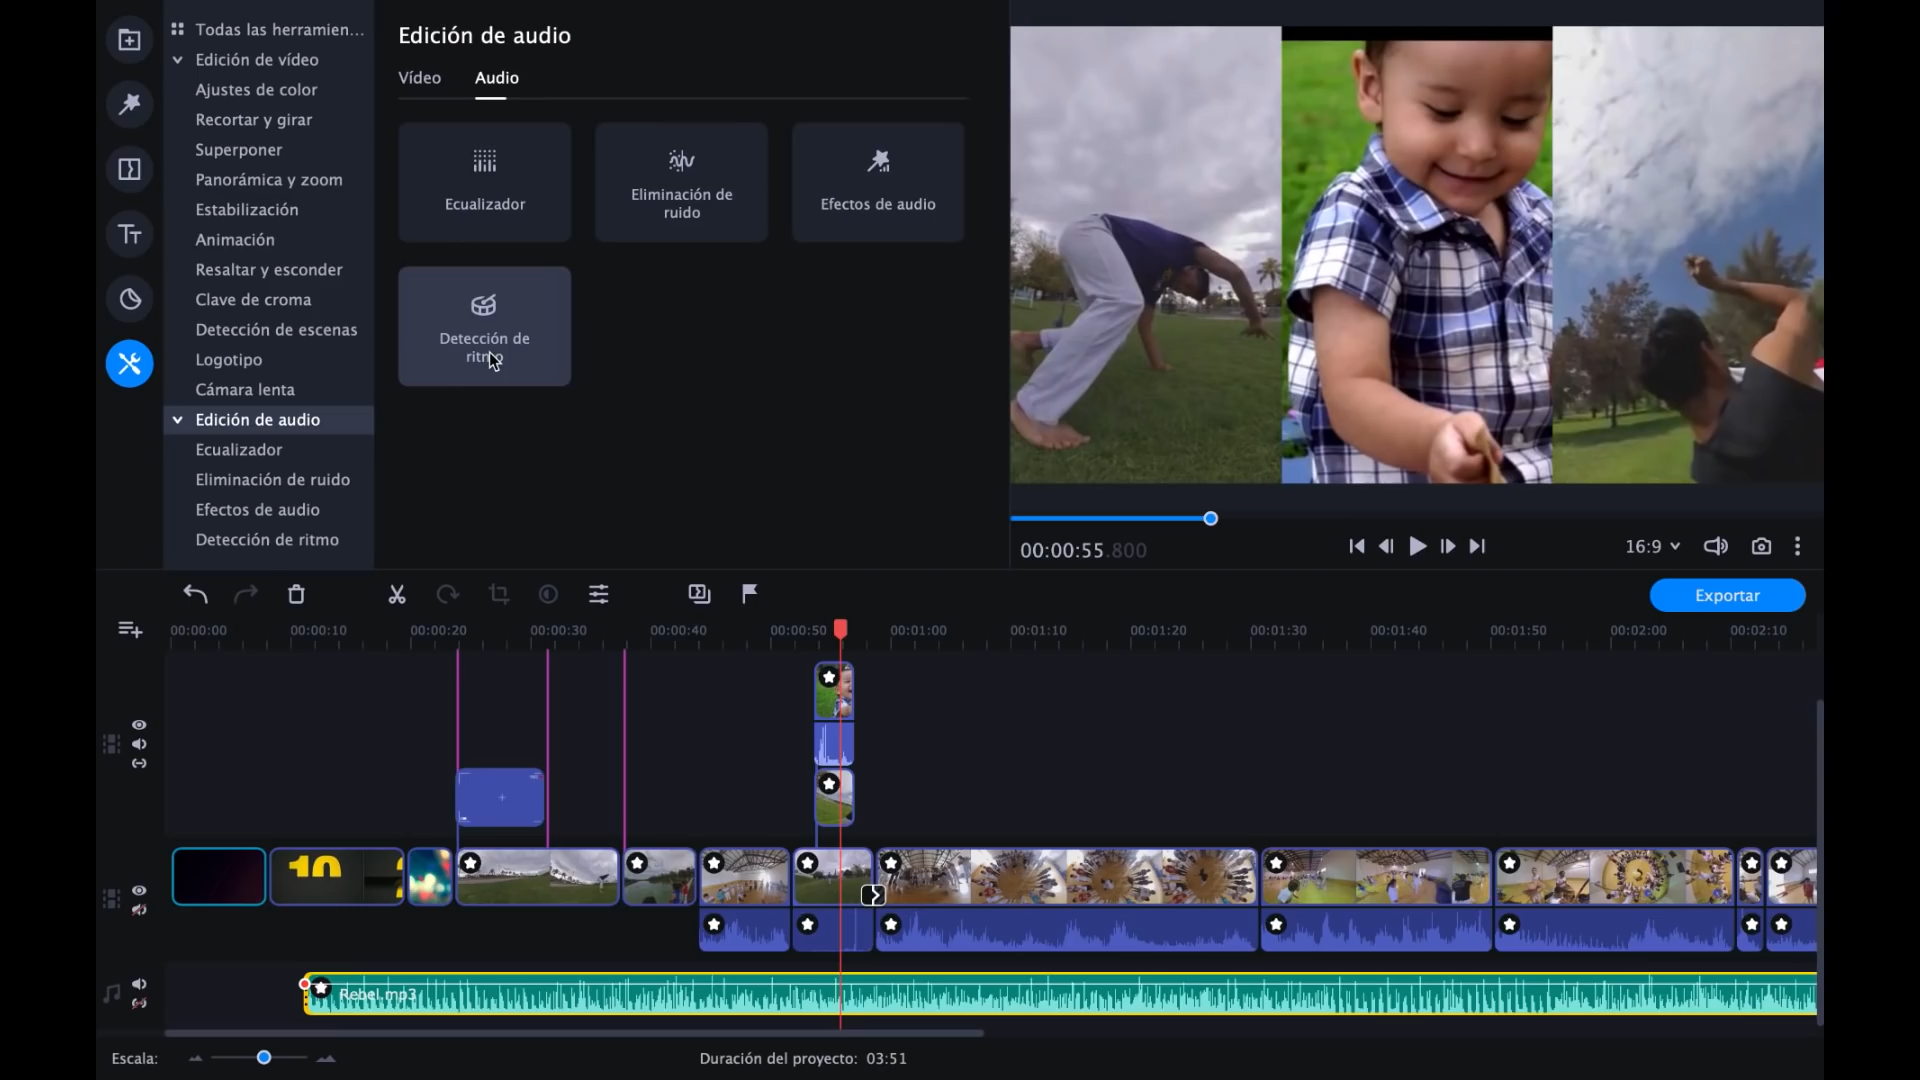 Todas las herramien...
Edición de vídeo
Ajustes de color
Recortar y girar
Superponer
Panorámica y zoom
Estabilización
Animación
Resaltar y esconder
Clave de croma
Detección de escenas
Logotipo
Cámara lenta
Edición de audio
Ecualizador
Eliminación de ruido
Efectos de audio
Detección de ritmo
Edición de audio
Vídeo Audio
Ecualizador
Eliminación de
ruido
Efectos de audio
Detección de
ritmo
00:00:55.800
16:9
Exportar
00:00:00 00:00:10 00:00:20 00:00:30 00:00:40 00:00:50 00:01:00 00:01:10 00:01:20 00:01:30 00:01:40 00:01:50 00:02:00 00:02:10
10
Rebel.mp3
Escala:
Duración del proyecto: 03:51